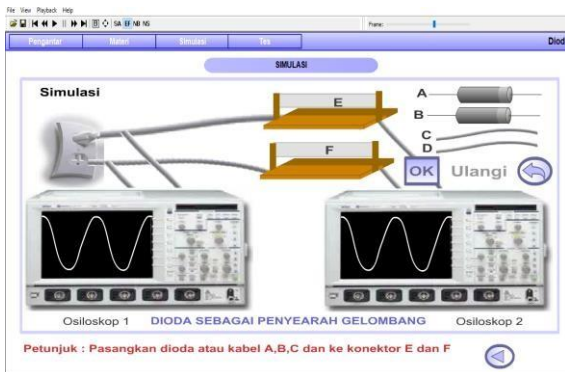 File View Playback Help
SA EF NB NS
Frame:
Pengantar Materi Simulasi Tes
Diod
SIMULASI
Simulasi
E
F
A
B
C
D
OK Ulangi
Osiloskop 1 DIODA SEBAGAI PENYEARAH GELOMBANG Osiloskop 2
Petunjuk : Pasangkan dioda atau kabel A,B,C dan ke konektor E dan F